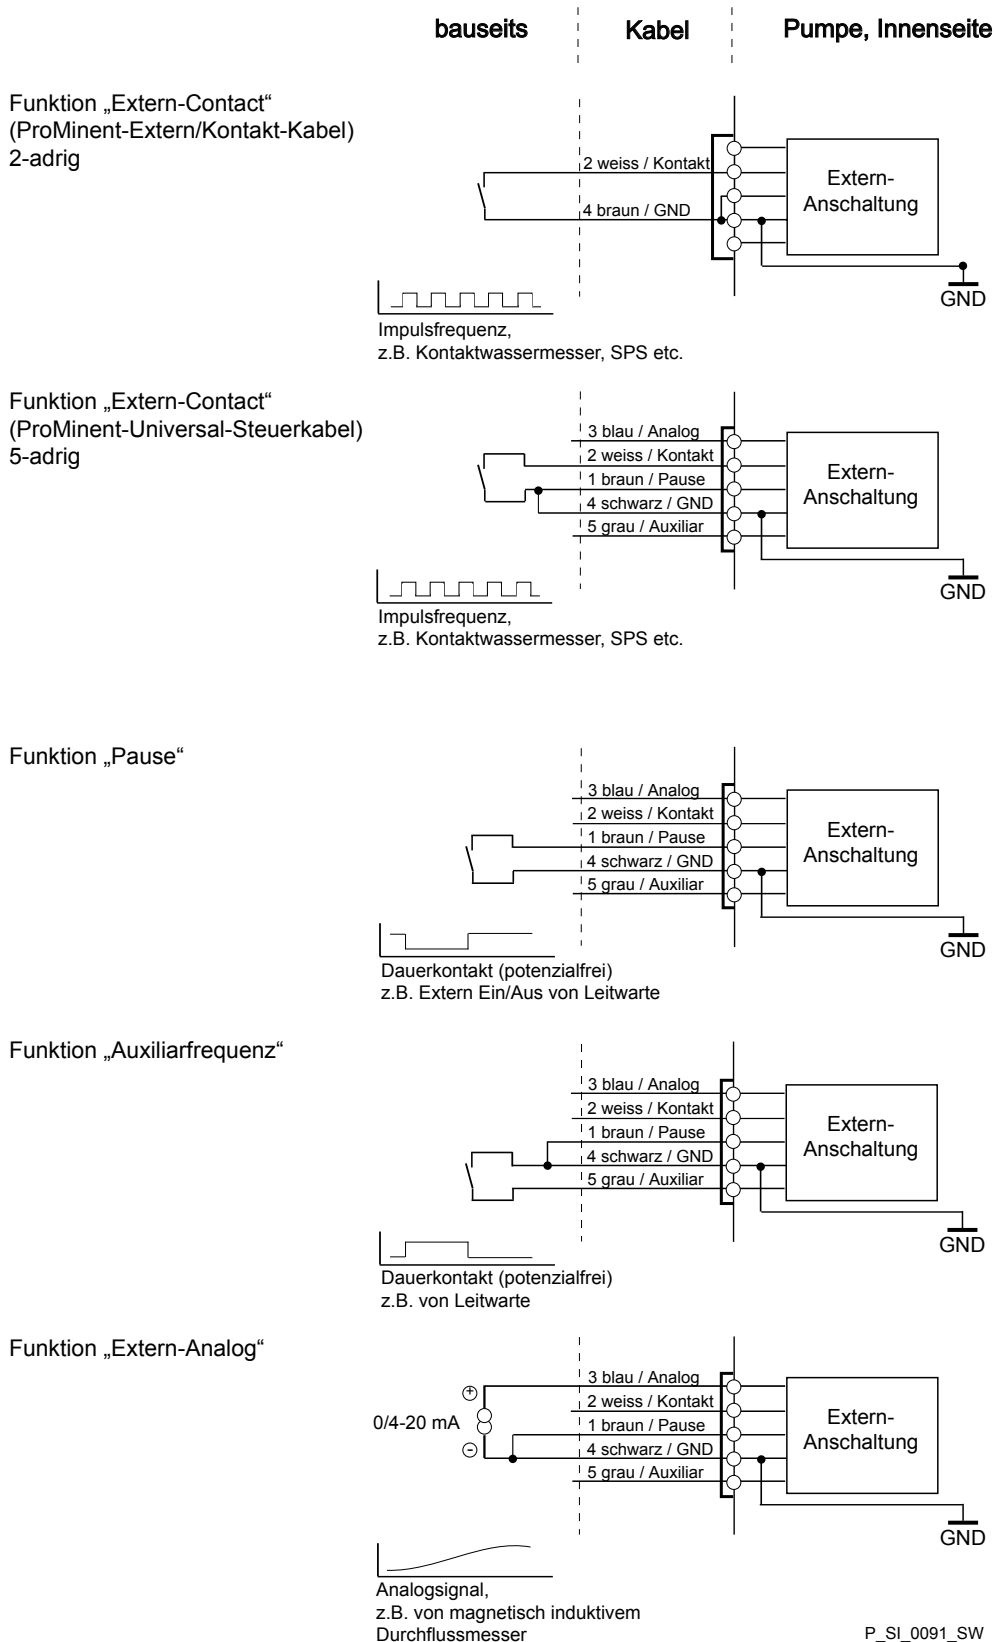 bauseits
Kabel
Pumpe, Innenseite
Funktion „Extern-Contact“
(ProMinent-Extern/Kontakt-Kabel)
2-adrig
2 weiss / Kontakt
4 braun / GND
Extern-
Anschaltung
GND
Impulsfrequenz,
z.B. Kontaktwassermesser, SPS etc.
Funktion „Extern-Contact“
(ProMinent-Universal-Steuerkabel)
5-adrig
3 blau / Analog
2 weiss / Kontakt
1 braun / Pause
4 schwarz / GND
5 grau / Auxiliar
Extern-
Anschaltung
GND
Impulsfrequenz,
z.B. Kontaktwassermesser, SPS etc.
Funktion „Pause“
3 blau / Analog
2 weiss / Kontakt
1 braun / Pause
4 schwarz / GND
5 grau / Auxiliar
Extern-
Anschaltung
GND
Dauerkontakt (potenzialfrei)
z.B. Extern Ein/Aus von Leitwarte
Funktion „Auxiliarfrequenz“
3 blau / Analog
2 weiss / Kontakt
1 braun / Pause
4 schwarz / GND
5 grau / Auxiliar
Extern-
Anschaltung
GND
Dauerkontakt (potenzialfrei)
z.B. von Leitwarte
Funktion „Extern-Analog“
+
0/4-20 mA
-
3 blau / Analog
2 weiss / Kontakt
1 braun / Pause
4 schwarz / GND
5 grau / Auxiliar
Extern-
Anschaltung
GND
Analogsignal,
z.B. von magnetisch induktivem
Durchflussmesser
P_SI_0091_SW